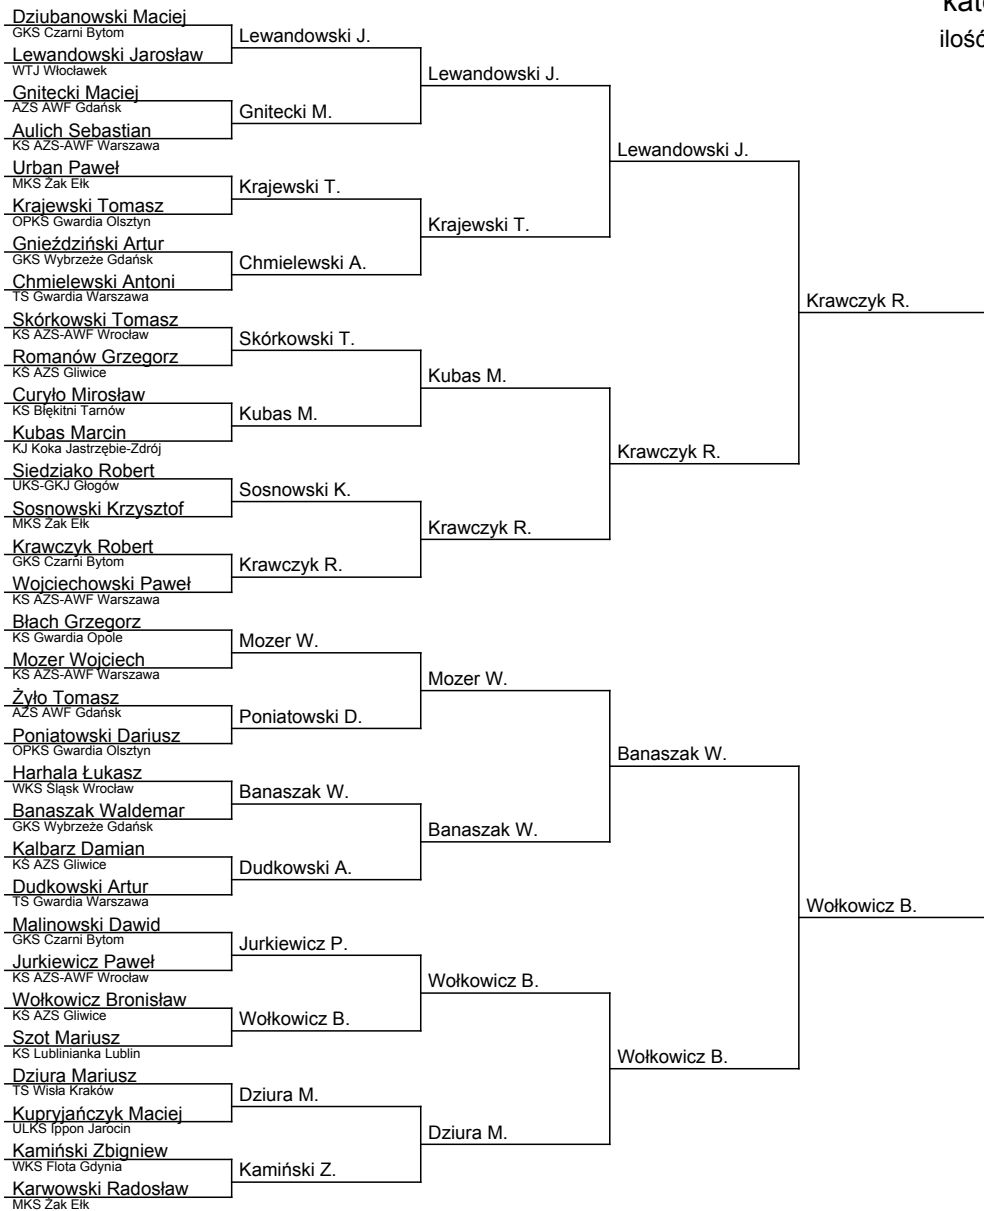 kate
ilość
Dziubanowski Maciej
GKS Czarni Bytom
Lewandowski Jarosław
WTJ Włocławek
Gnitecki Maciej
AZS AWF Gdańsk
Aulich Sebastian
KS AZS-AWF Warszawa
Urban Paweł
MKS Żak Ełk
Krajewski Tomasz
OPKS Gwardia Olsztyn
Gnieździński Artur
GKS Wybrzeże Gdańsk
Chmielewski Antoni
TS Gwardia Warszawa
Skórkowski Tomasz
KS AZS-AWF Wrocław
Romanów Grzegorz
KS AZS Gliwice
Curyło Mirosław
KS Błękitni Tarnów
Kubas Marcin
KJ Koka Jastrzębie-Zdrój
Siedziako Robert
UKS-GKJ Głogów
Sosnowski Krzysztof
MKS Żak Ełk
Krawczyk Robert
GKS Czarni Bytom
Wojciechowski Paweł
KS AZS-AWF Warszawa
Błach Grzegorz
KS Gwardia Opole
Mozer Wojciech
KS AZS-AWF Warszawa
Żyło Tomasz
AZS AWF Gdańsk
Poniatowski Dariusz
OPKS Gwardia Olsztyn
Harhala Łukasz
WKS Śląsk Wrocław
Banaszak Waldemar
GKS Wybrzeże Gdańsk
Kalbarz Damian
KS AZS Gliwice
Dudkowski Artur
TS Gwardia Warszawa
Malinowski Dawid
GKS Czarni Bytom
Jurkiewicz Paweł
KS AZS-AWF Wrocław
Wołkowicz Bronisław
KS AZS Gliwice
Szot Mariusz
KS Lublinianka Lublin
Dziura Mariusz
TS Wisła Kraków
Kupryjańczyk Maciej
ULKS Ippon Jarocin
Kamiński Zbigniew
WKS Flota Gdynia
Karwowski Radosław
MKS Żak Ełk
Lewandowski J.
Gnitecki M.
Krajewski T.
Chmielewski A.
Skórkowski T.
Kubas M.
Sosnowski K.
Krawczyk R.
Mozer W.
Poniatowski D.
Banaszak W.
Dudkowski A.
Jurkiewicz P.
Wołkowicz B.
Dziura M.
Kamiński Z.
Lewandowski J.
Krajewski T.
Kubas M.
Krawczyk R.
Mozer W.
Banaszak W.
Wołkowicz B.
Dziura M.
Lewandowski J.
Krawczyk R.
Banaszak W.
Wołkowicz B.
Krawczyk R.
Wołkowicz B.